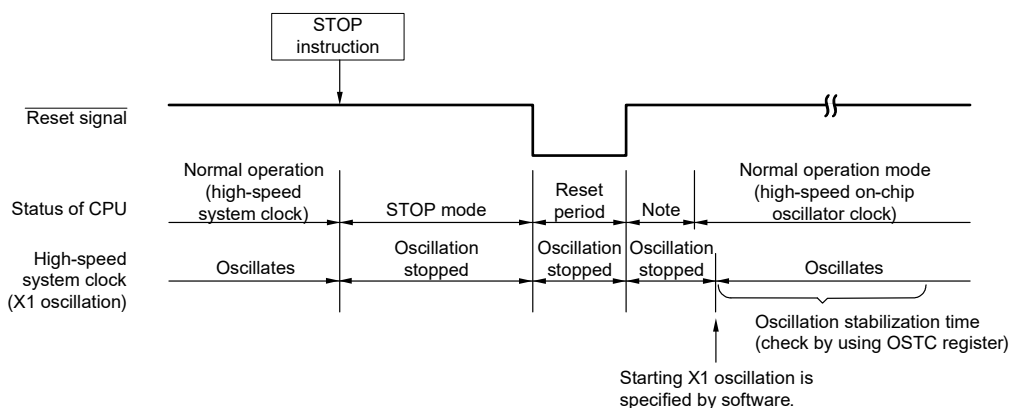 STOP
instruction
Reset signal
Normal operation
(high-speed
system clock)
Reset
period
Normal operation mode
(high-speed on-chip
oscillator clock)
Status of CPU
STOP mode
Note
High-speed
system clock
(X1 oscillation)
Oscillates
Oscillation
stopped
Oscillation
stopped
Oscillation
stopped
Oscillates
Oscillation stabilization time
(check by using OSTC register)
Starting X1 oscillation is
specified by software.